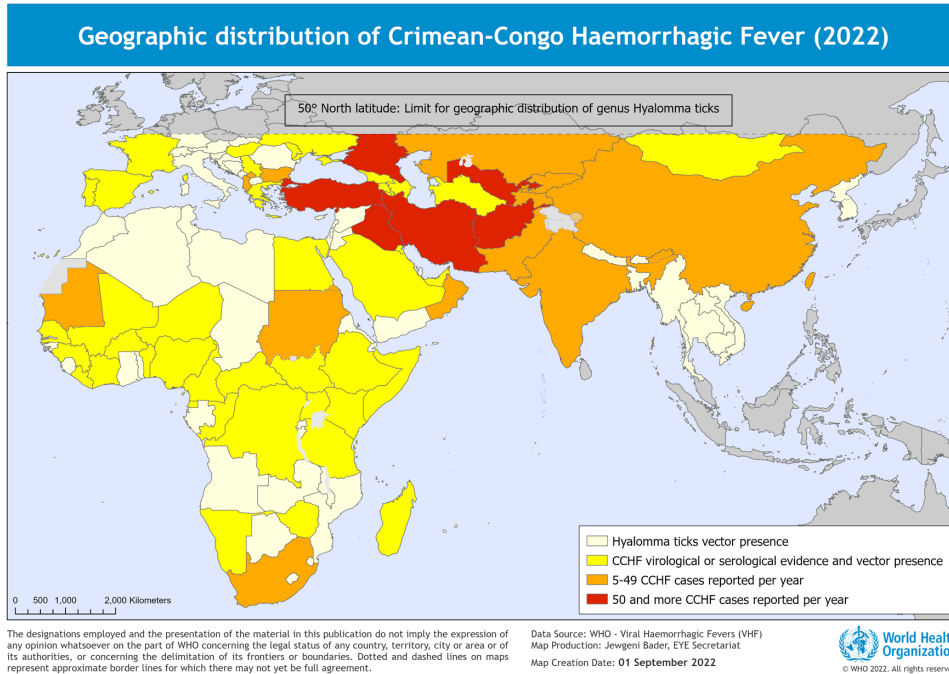 Geographic distribution of Crimean-Congo Haemorrhagic Fever (2022)
50° North latitude: Limit for geographic distribution of genus Hyalomma ticks
Hyalomma ticks vector presence
CCHF virological or serological evidence and vector presence
5-49 CCHF cases reported per year
50 and more CCHF cases reported per year
0 500 1,000 2,000 Kilometers
The designations employed and the presentation of the material in this publication do not imply the expression of
any opinion whatsoever on the part of WHO concerning the legal status of any country, territory, city or area or of
its authorities, or concerning the delimitation of its frontiers or boundaries. Dotted and dashed lines on maps
represent approximate border lines for which there may not yet be full agreement.
Data Source: WHO - Viral Haemorrhagic Fevers (VHF)
Map Production: Jewgeni Bader, EYE Secretariat
Map Creation Date: 01 September 2022
World Healt
Organizatio
© WHO 2022. All rights reserve